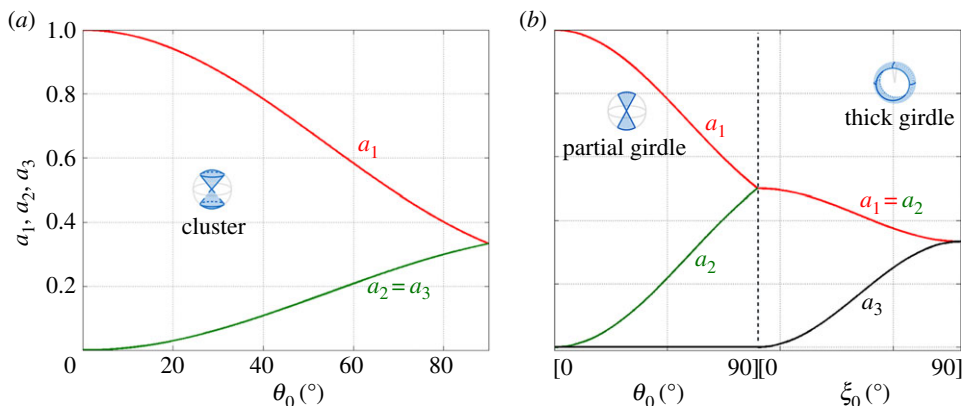 (a)
a₁, a₂, a₃
1.0
0.8
0.6
0.4
0.2
0
20
40
60
80
θ₀ (°)
a₁
cluster
a₂ = a₃
(b)
a₁
partial girdle
a₂
thick girdle
a₁ = a₂
a₃
[0
90][0
90]
θ₀ (°)
ξ₀ (°)